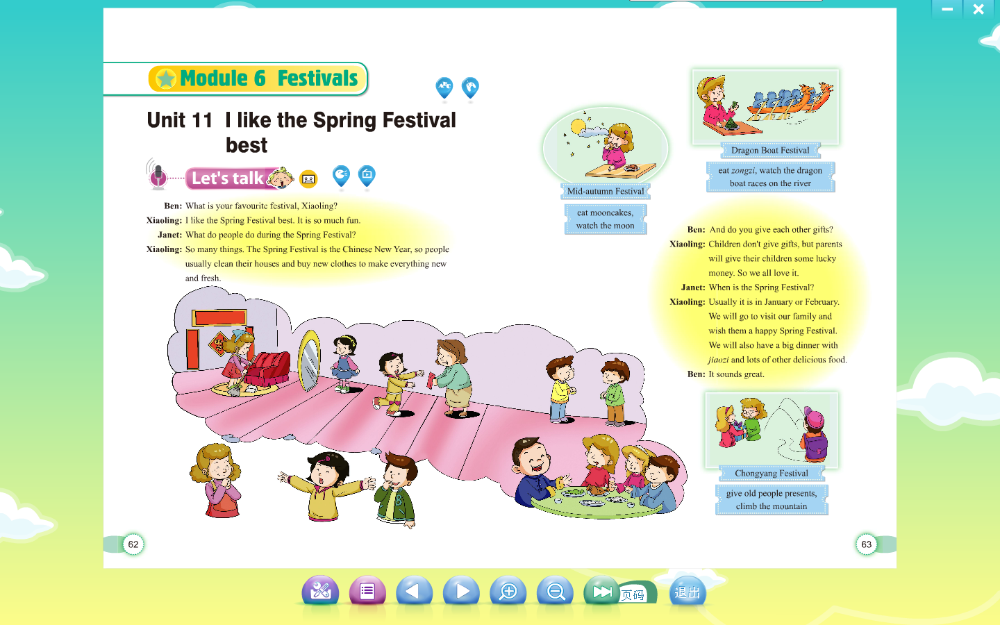 Module 6 Festivals
Unit 11 I like the Spring Festival
best
Let's talk
Ben: What is your favourite festival, Xiaoling?
Xiaoling: I like the Spring Festival best. It is so much fun.
Janet: What do people do during the Spring Festival?
Xiaoling: So many things. The Spring Festival is the Chinese New Year, so people
usually clean their houses and buy new clothes to make everything new
and fresh.
62
Mid-autumn Festival
eat mooncakes,
watch the moon
Dragon Boat Festival
eat zongzi, watch the dragon
boat races on the river
Ben: And do you give each other gifts?
Xiaoling: Children don't give gifts, but parents
will give their children some lucky
money. So we all love it.
Janet: When is the Spring Festival?
Xiaoling: Usually it is in January or February.
We will go to visit our family and
wish them a happy Spring Festival.
We will also have a big dinner with
jiaozi and lots of other delicious food.
Ben: It sounds great.
Chongyang Festival
give old people presents,
climb the mountain
63
页码
退出